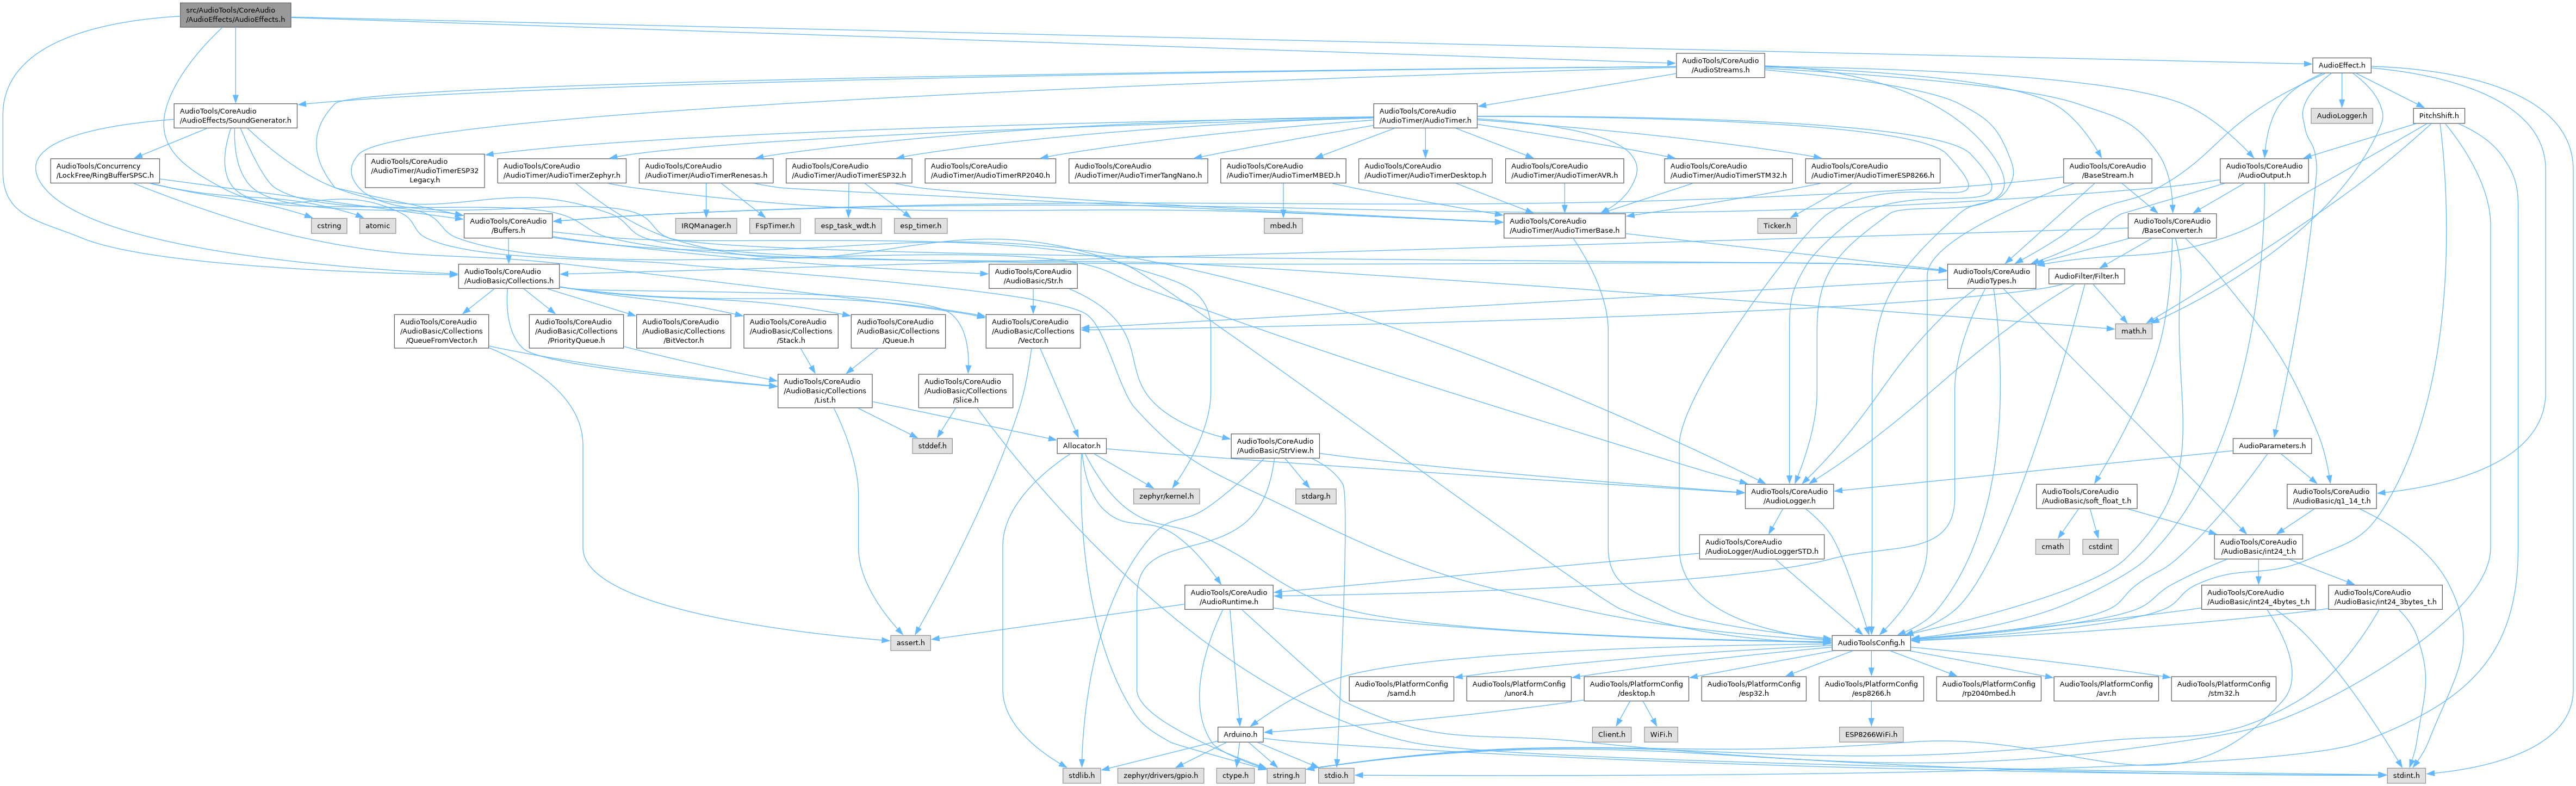 src/AudioTools/CoreAudio
/AudioEffects/AudioEffects.h
AudioTools/CoreAudio
/AudioStreams.h
AudioEffect.h
AudioTools/CoreAudio
/AudioEffects/SoundGenerator.h
AudioTools/CoreAudio
/AudioTimer/AudioTimer.h
AudioLogger.h
PitchShift.h
AudioTools/Concurrency
/LockFree/RingBufferSPSC.h
AudioTools/CoreAudio
/AudioTimer/AudioTimerESP32
Legacy.h
AudioTools/CoreAudio
/AudioTimer/AudioTimerZephyr.h
AudioTools/CoreAudio
/AudioTimer/AudioTimerRenesas.h
AudioTools/CoreAudio
/AudioTimer/AudioTimerESP32.h
AudioTools/CoreAudio
/AudioTimer/AudioTimerRP2040.h
AudioTools/CoreAudio
/AudioTimer/AudioTimerTangNano.h
AudioTools/CoreAudio
/AudioTimer/AudioTimerMBED.h
AudioTools/CoreAudio
/AudioTimer/AudioTimerDesktop.h
AudioTools/CoreAudio
/AudioTimer/AudioTimerAVR.h
AudioTools/CoreAudio
/AudioTimer/AudioTimerSTM32.h
AudioTools/CoreAudio
/AudioTimer/AudioTimerESP8266.h
AudioTools/CoreAudio
/BaseStream.h
AudioTools/CoreAudio
/AudioOutput.h
cstring
atomic
AudioTools/CoreAudio
/Buffers.h
IRQManager.h
FspTimer.h
esp_task_wdt.h
esp_timer.h
mbed.h
AudioTools/CoreAudio
/AudioTimer/AudioTimerBase.h
Ticker.h
AudioTools/CoreAudio
/BaseConverter.h
AudioTools/CoreAudio
/AudioBasic/Collections.h
AudioTools/CoreAudio
/AudioBasic/Str.h
AudioTools/CoreAudio
/AudioTypes.h
AudioFilter/Filter.h
AudioTools/CoreAudio
/AudioBasic/Collections
/QueueFromVector.h
AudioTools/CoreAudio
/AudioBasic/Collections
/PriorityQueue.h
AudioTools/CoreAudio
/AudioBasic/Collections
/BitVector.h
AudioTools/CoreAudio
/AudioBasic/Collections
/Stack.h
AudioTools/CoreAudio
/AudioBasic/Collections
/Queue.h
AudioTools/CoreAudio
/AudioBasic/Collections
/Vector.h
math.h
AudioTools/CoreAudio
/AudioBasic/Collections
/List.h
AudioTools/CoreAudio
/AudioBasic/Collections
/Slice.h
stddef.h
Allocator.h
AudioTools/CoreAudio
/AudioBasic/StrView.h
AudioParameters.h
zephyr/kernel.h
stdarg.h
AudioTools/CoreAudio
/AudioLogger.h
AudioTools/CoreAudio
/AudioBasic/soft_float_t.h
AudioTools/CoreAudio
/AudioBasic/q1_14_t.h
AudioTools/CoreAudio
/AudioLogger/AudioLoggerSTD.h
cmath
cstdint
AudioTools/CoreAudio
/AudioBasic/int24_t.h
AudioTools/CoreAudio
/AudioRuntime.h
AudioTools/CoreAudio
/AudioBasic/int24_4bytes_t.h
AudioTools/CoreAudio
/AudioBasic/int24_3bytes_t.h
assert.h
AudioToolsConfig.h
AudioTools/PlatformConfig
/samd.h
AudioTools/PlatformConfig
/unor4.h
AudioTools/PlatformConfig
/desktop.h
AudioTools/PlatformConfig
/esp32.h
AudioTools/PlatformConfig
/esp8266.h
AudioTools/PlatformConfig
/rp2040mbed.h
AudioTools/PlatformConfig
/avr.h
AudioTools/PlatformConfig
/stm32.h
Arduino.h
Client.h
WiFi.h
ESP8266WiFi.h
stdlib.h
zephyr/drivers/gpio.h
ctype.h
string.h
stdio.h
stdint.h